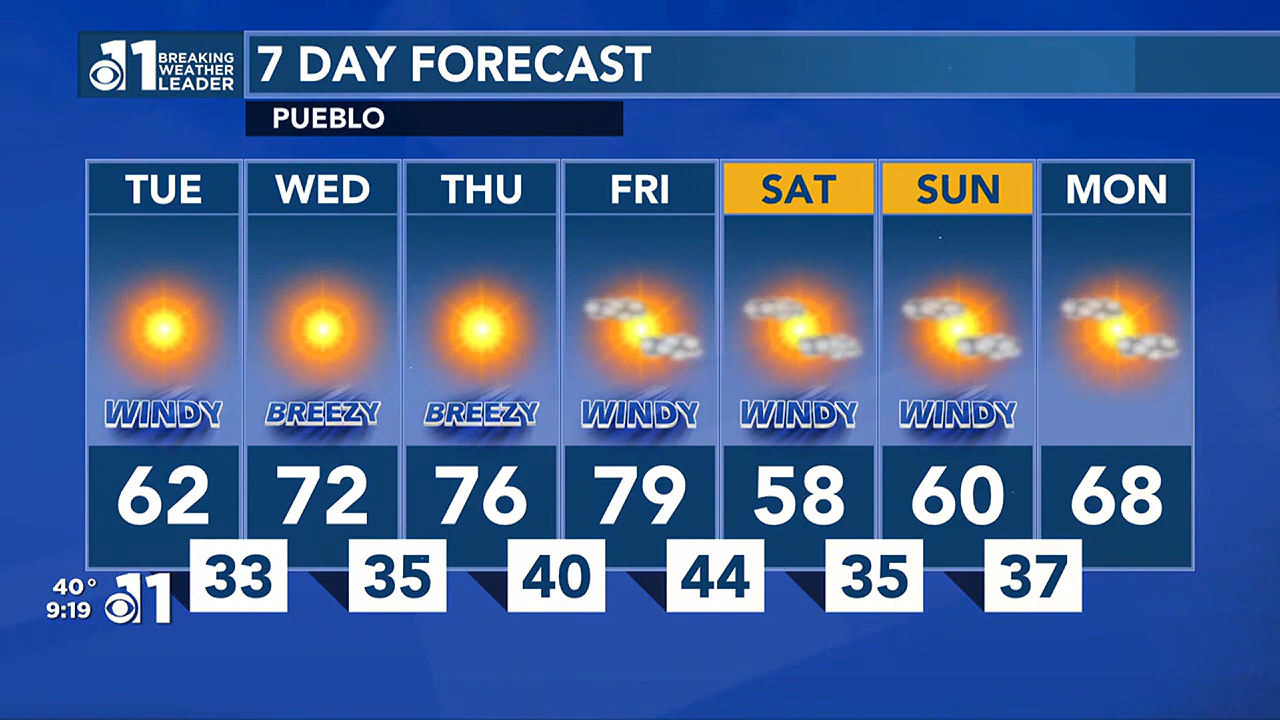 11 BREAKING WEATHER LEADER
7 DAY FORECAST
PUEBLO
TUE WED THU FRI SAT SUN MON
WINDY BREEZY BREEZY WINDY WINDY WINDY
62 72 76 79 58 60 68
33 35 40 44 35 37
40°
9:19 11